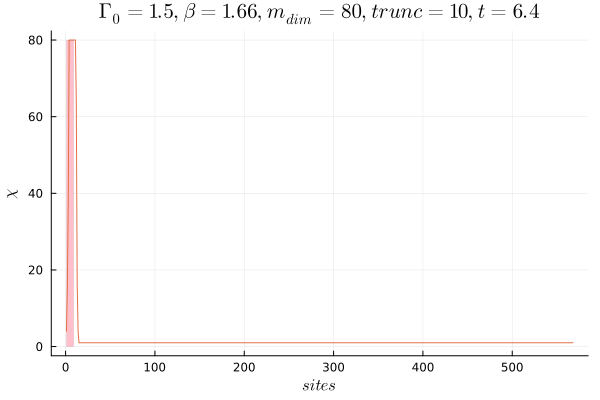 Γ₀ = 1.5, β = 1.66, m_dim = 80, trunc = 10, t = 6.4
80
60
40
20
0
χ
0 100 200 300 400 500
sites